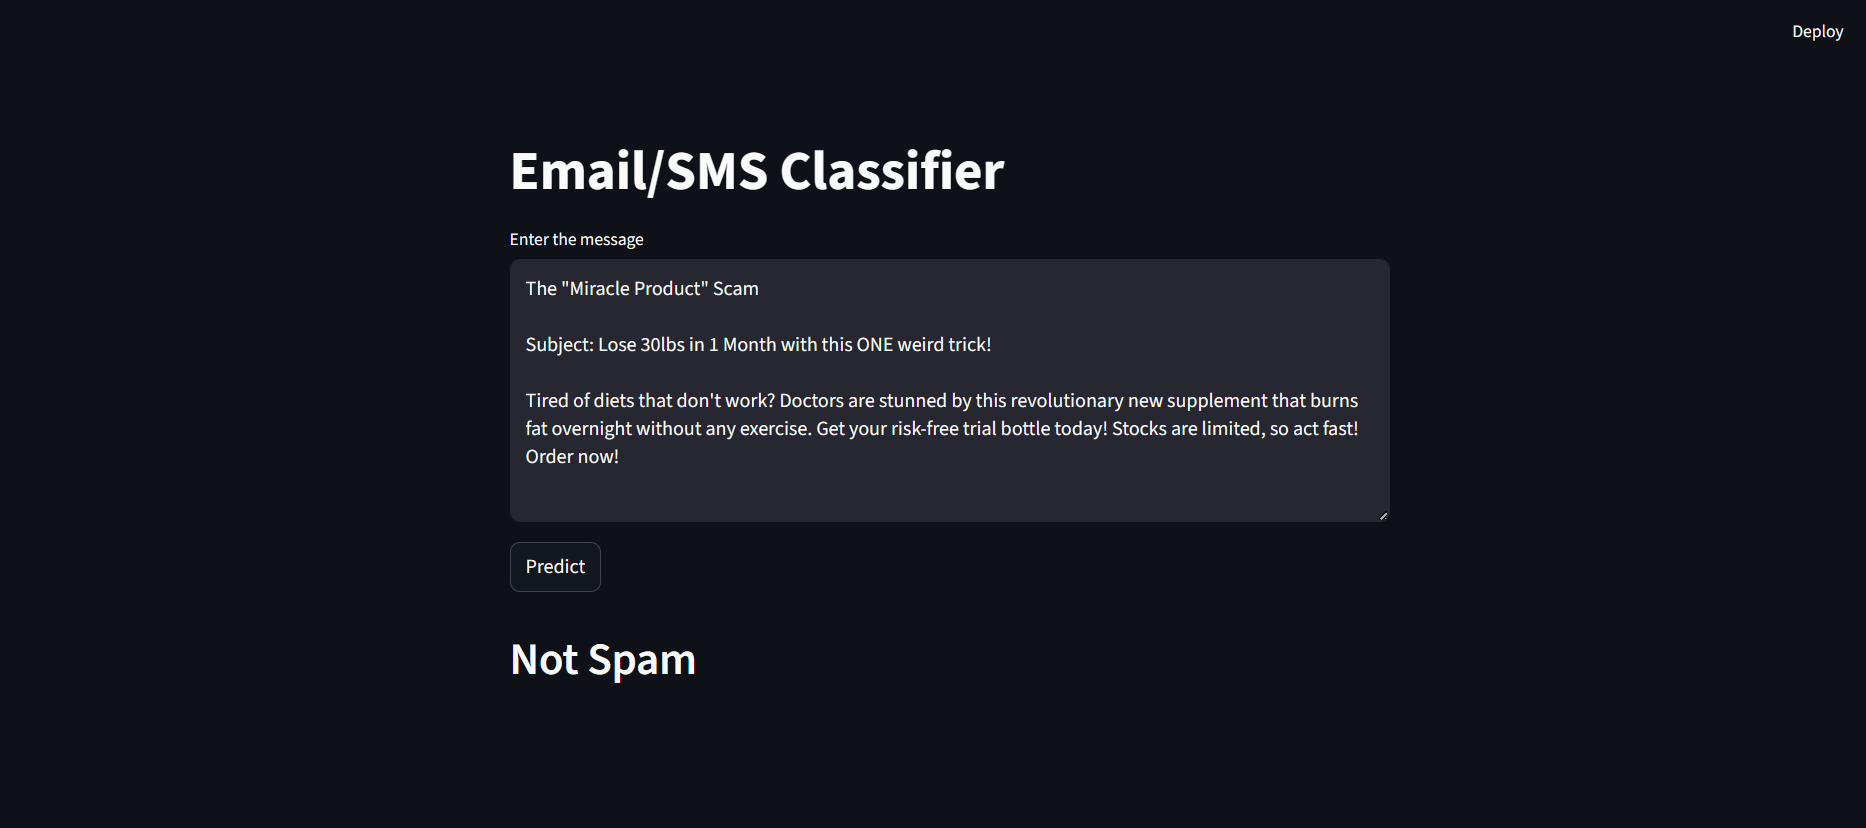 Deploy
Email/SMS Classifier
Enter the message
The "Miracle Product" Scam
Subject: Lose 30lbs in 1 Month with this ONE weird trick!
Tired of diets that don't work? Doctors are stunned by this revolutionary new supplement that burns
fat overnight without any exercise. Get your risk-free trial bottle today! Stocks are limited, so act fast!
Order now!
Predict
Not Spam